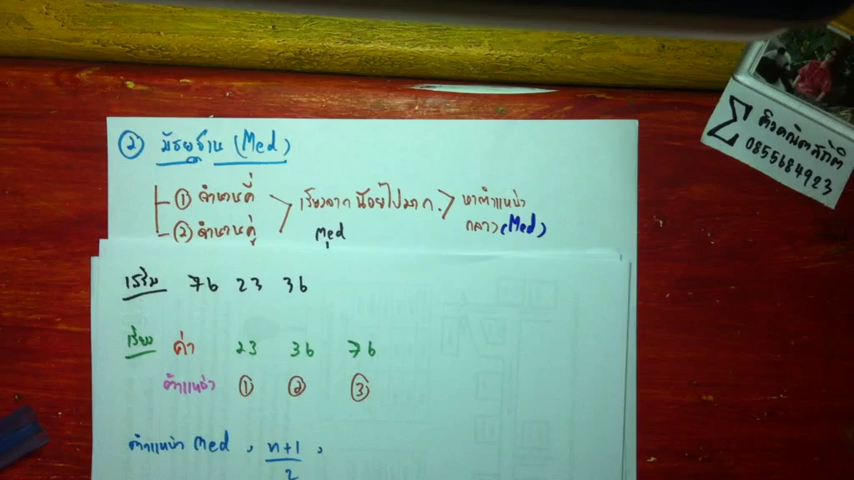 ② มัธยฐาน (Med)
① จำนวนคี่
② จำนวนคู่
เรียงจากน้อยไปมาก
หาตำแหน่ง
กลาง (Med)
Med
เริ่ม 76 23 36
เรียง ค่า 23 36 76
ตำแหน่ง ① ② ③
ตำแหน่ง Med = n+1 =
2
Σ ติวคณิตสถิติ
0855684923